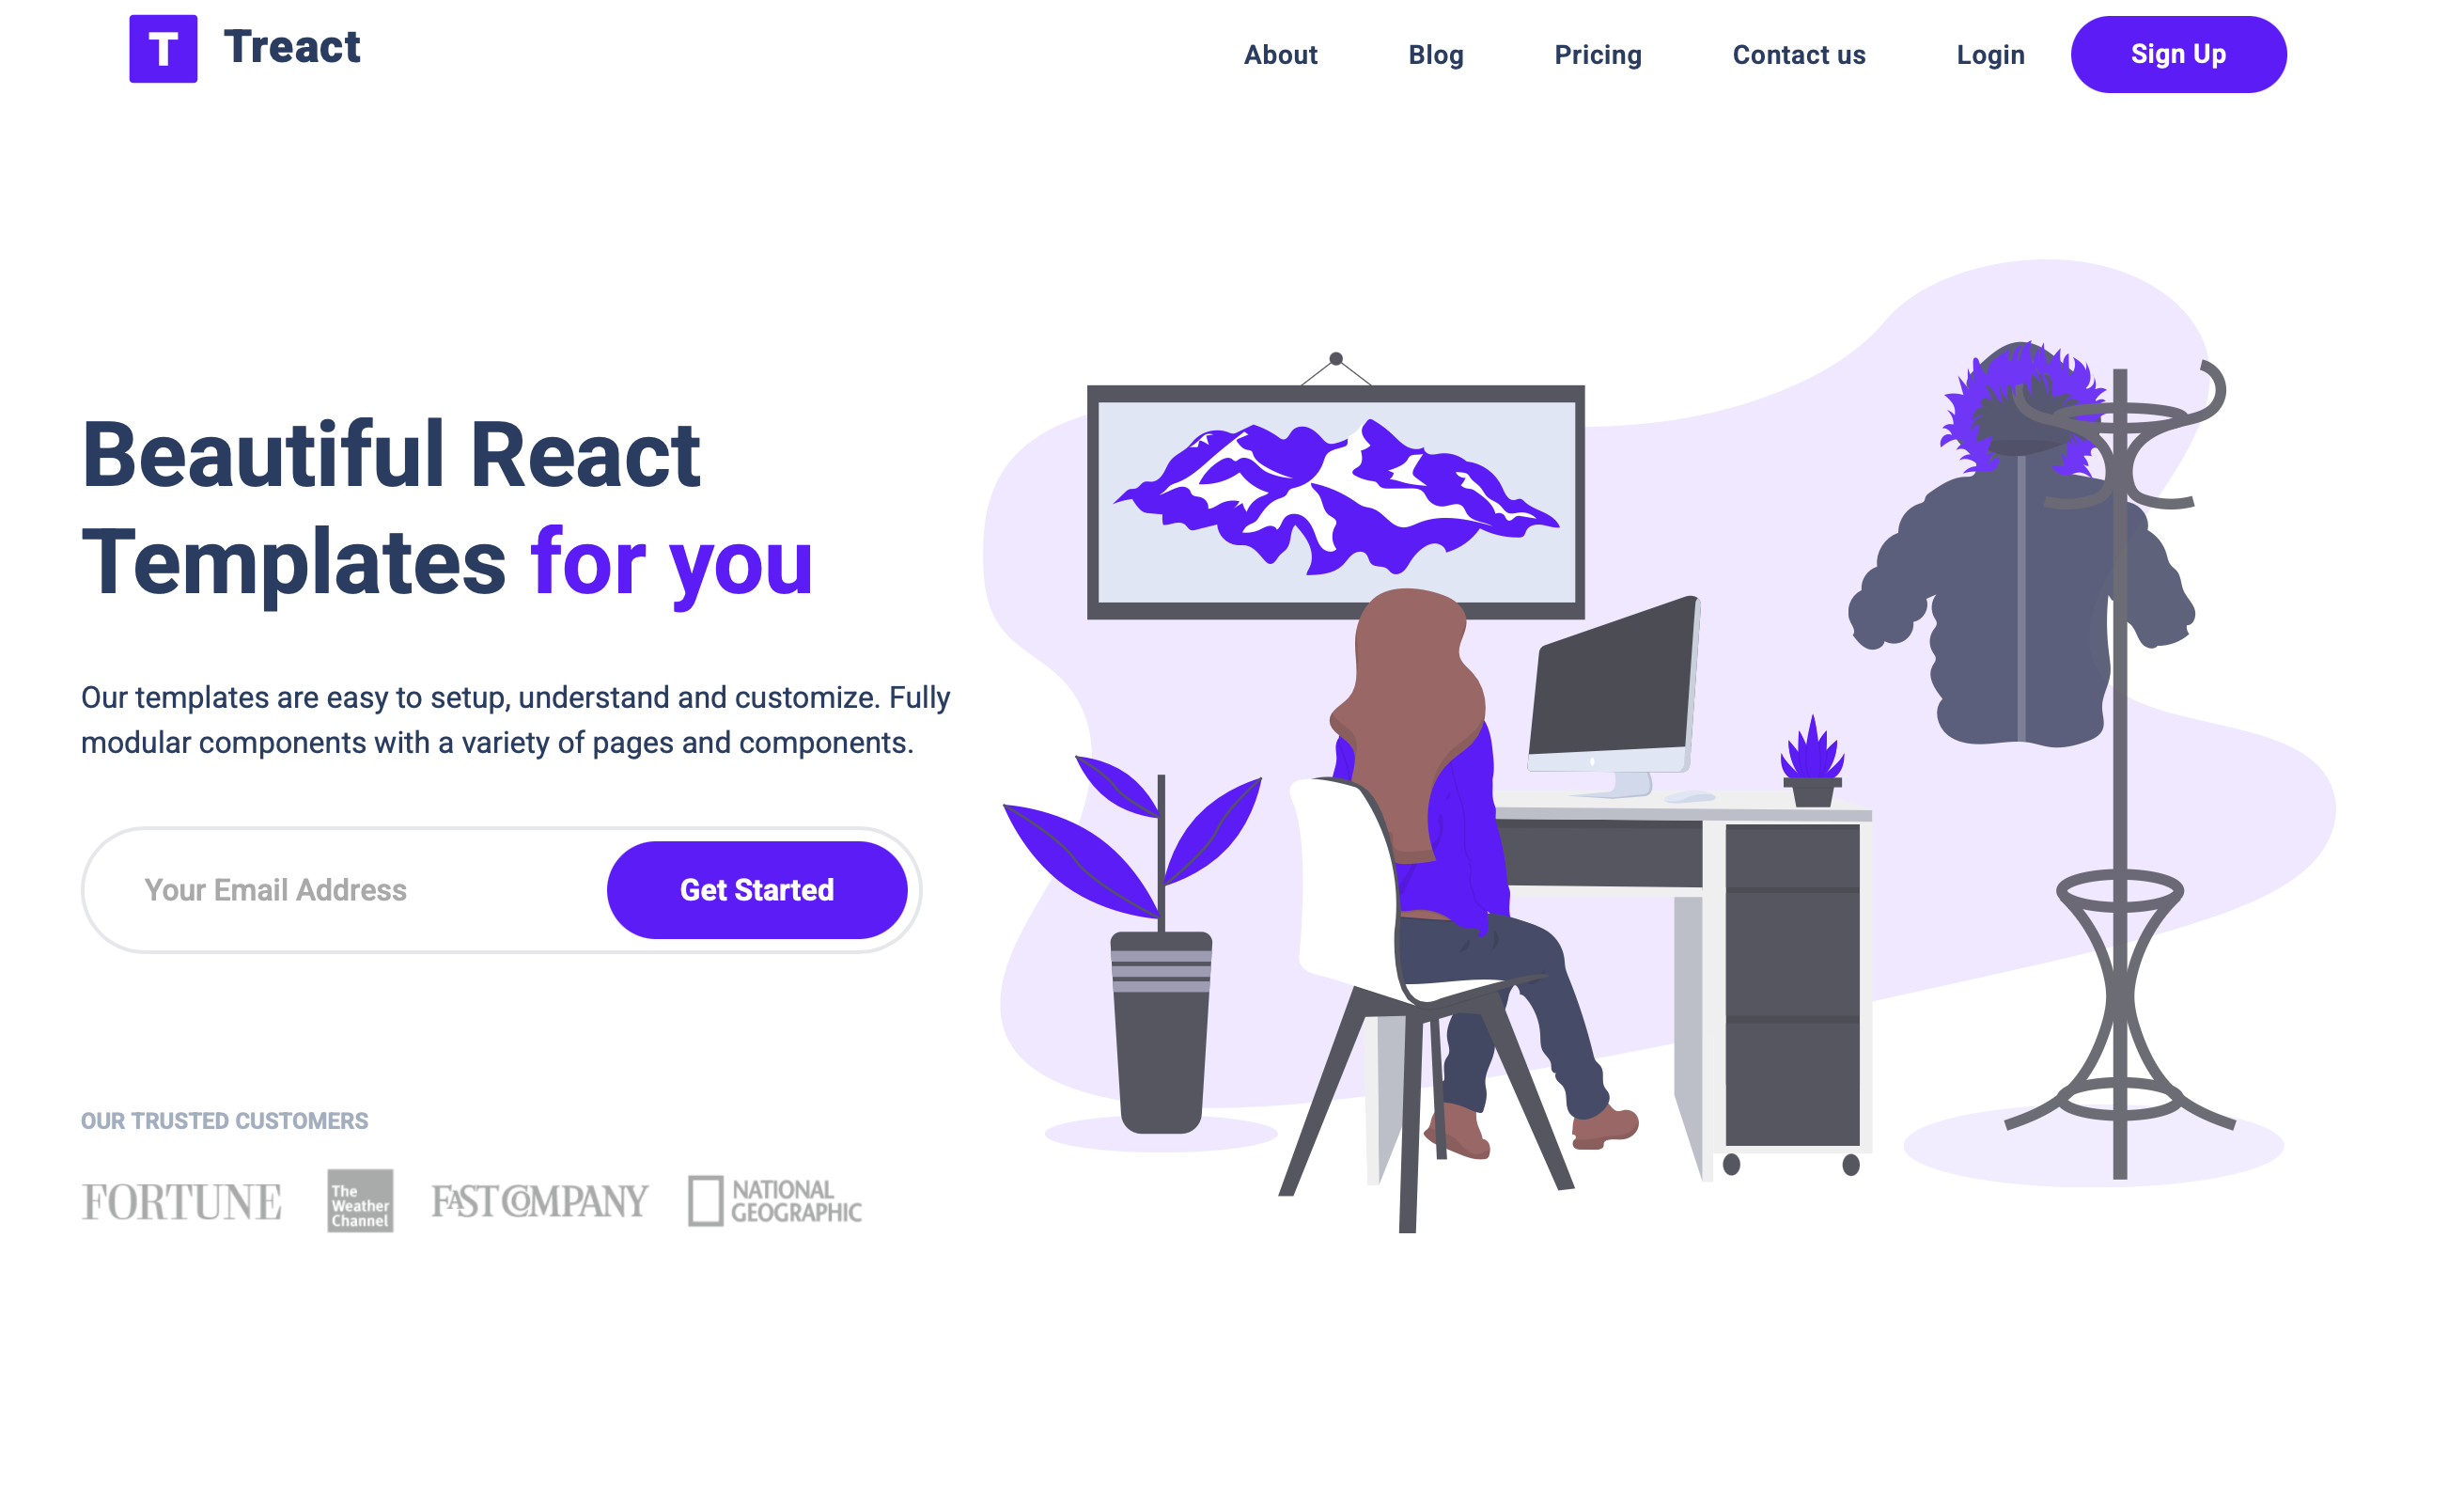 T Treact
About Blog Pricing Contact us Login Sign Up
Beautiful React
Templates for you
Our templates are easy to setup, understand and customize. Fully
modular components with a variety of pages and components.
Your Email Address Get Started
OUR TRUSTED CUSTOMERS
FORTUNE
The
Weather
Channel
FAST COMPANY
NATIONAL
GEOGRAPHIC